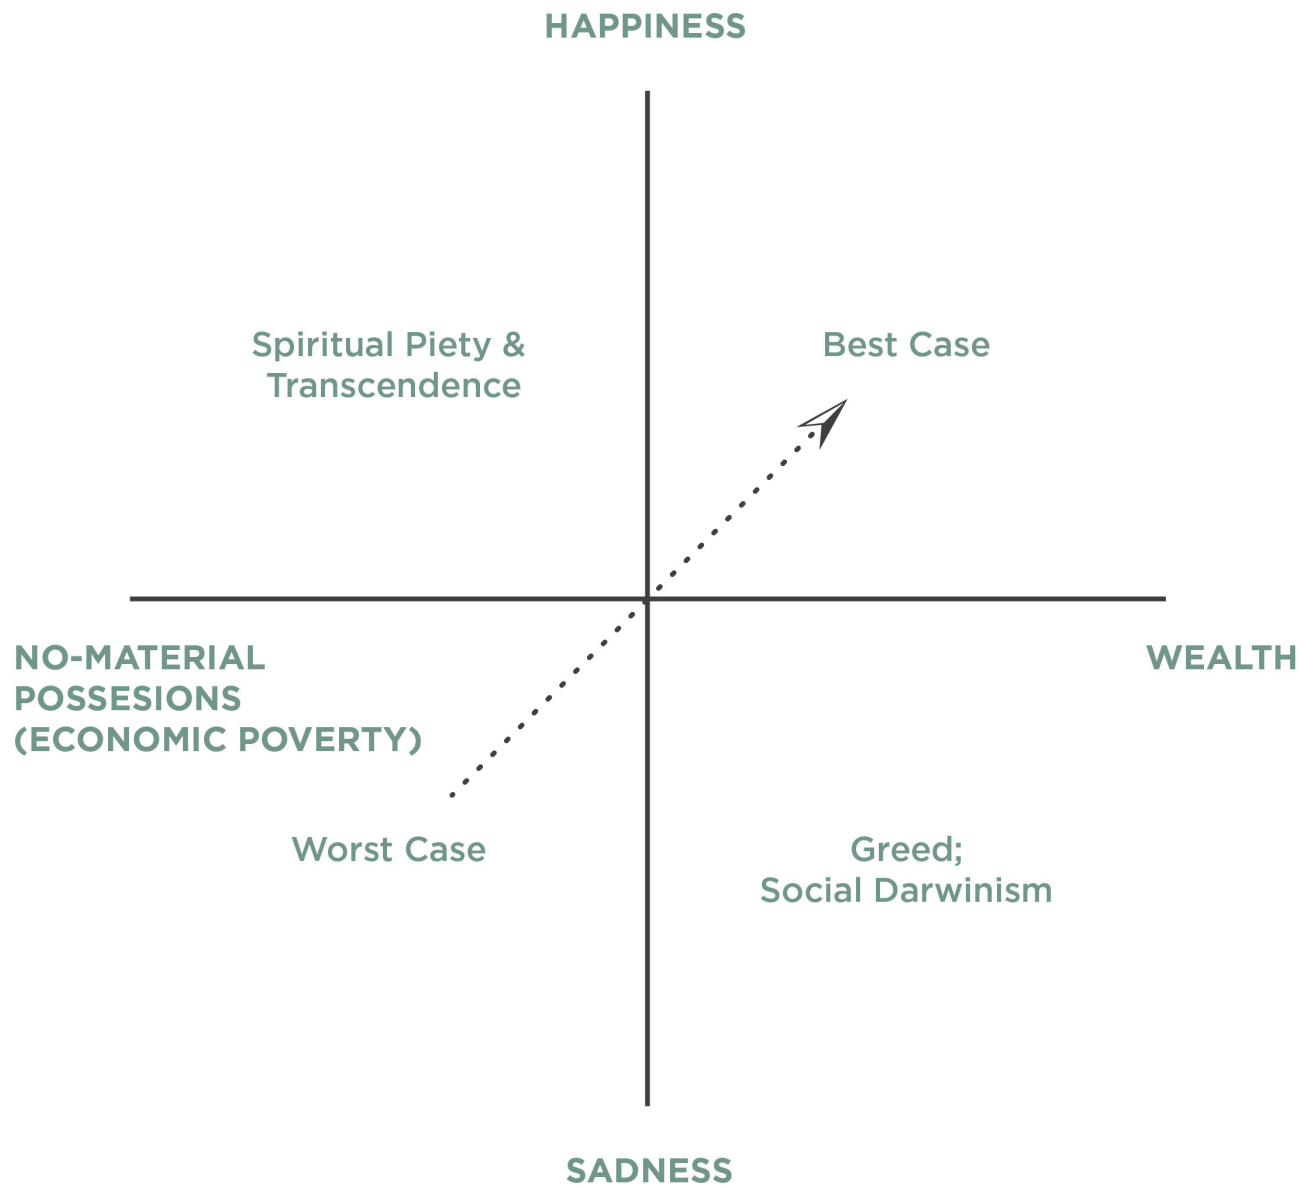 HAPPINESS
Spiritual Piety &
Transcendence
Best Case
NO-MATERIAL
POSSESIONS
(ECONOMIC POVERTY)
WEALTH
Worst Case
Greed;
Social Darwinism
SADNESS